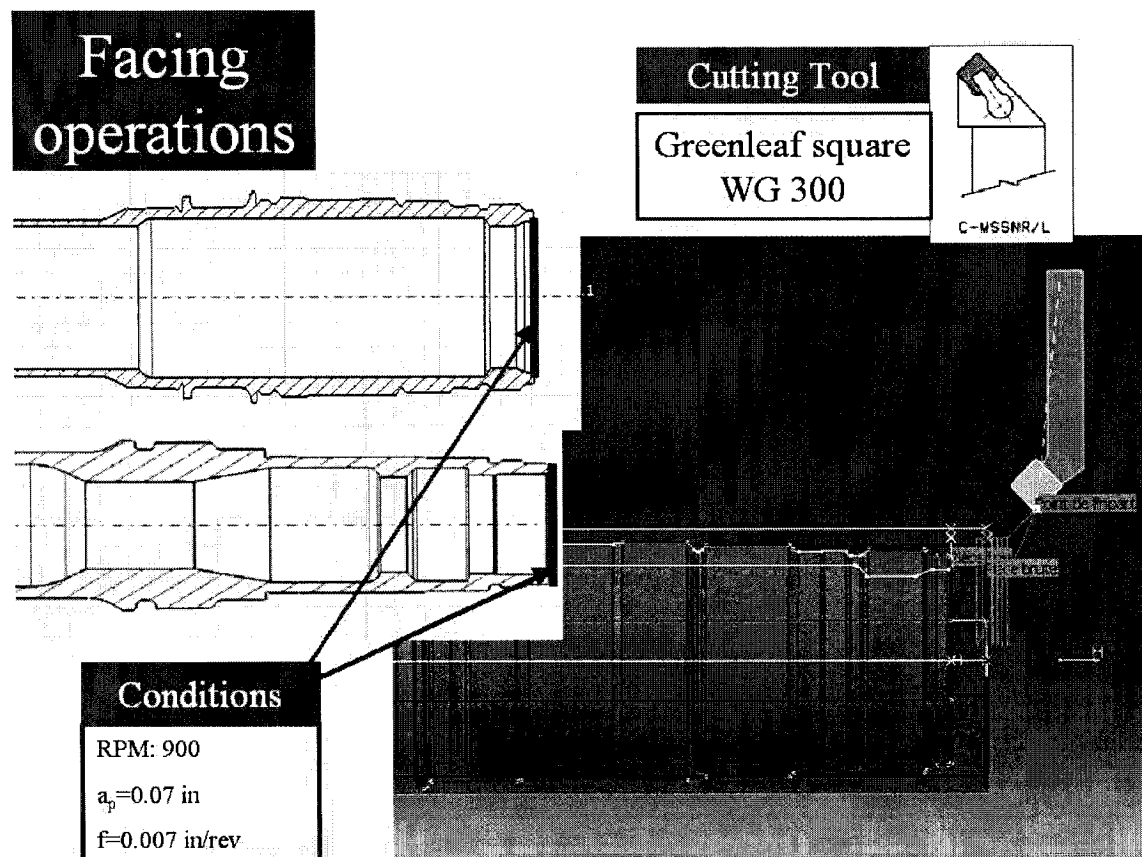 Facing
operations
Cutting Tool
Greenleaf square
WG 300
C-MSSNR/L
1
Conditions
RPM: 900
aₚ=0.07 in
f=0.007 in/rev